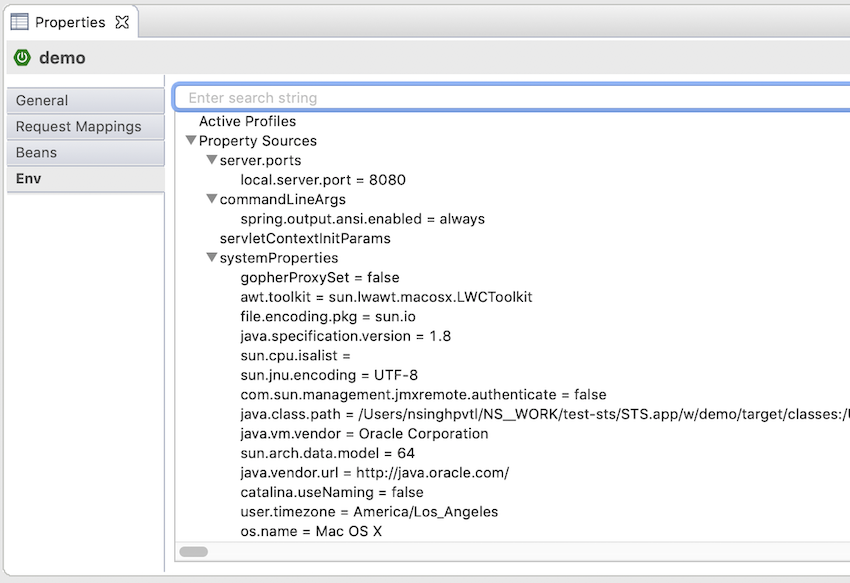 Properties
demo
General
Request Mappings
Beans
Env
Enter search string
Active Profiles
Property Sources
server.ports
local.server.port = 8080
commandLineArgs
spring.output.ansi.enabled = always
servletContextInitParams
systemProperties
gopherProxySet = false
awt.toolkit = sun.lwawt.macosx.LWCToolkit
file.encoding.pkg = sun.io
java.specification.version = 1.8
sun.cpu.isalist =
sun.jnu.encoding = UTF-8
com.sun.management.jmxremote.authenticate = false
java.class.path = /Users/nsinghpvtl/NS__WORK/test-sts/STS.app/w/demo/target/classes:/U
java.vm.vendor = Oracle Corporation
sun.arch.data.model = 64
java.vendor.url = http://java.oracle.com/
catalina.useNaming = false
user.timezone = America/Los_Angeles
os.name = Mac OS X